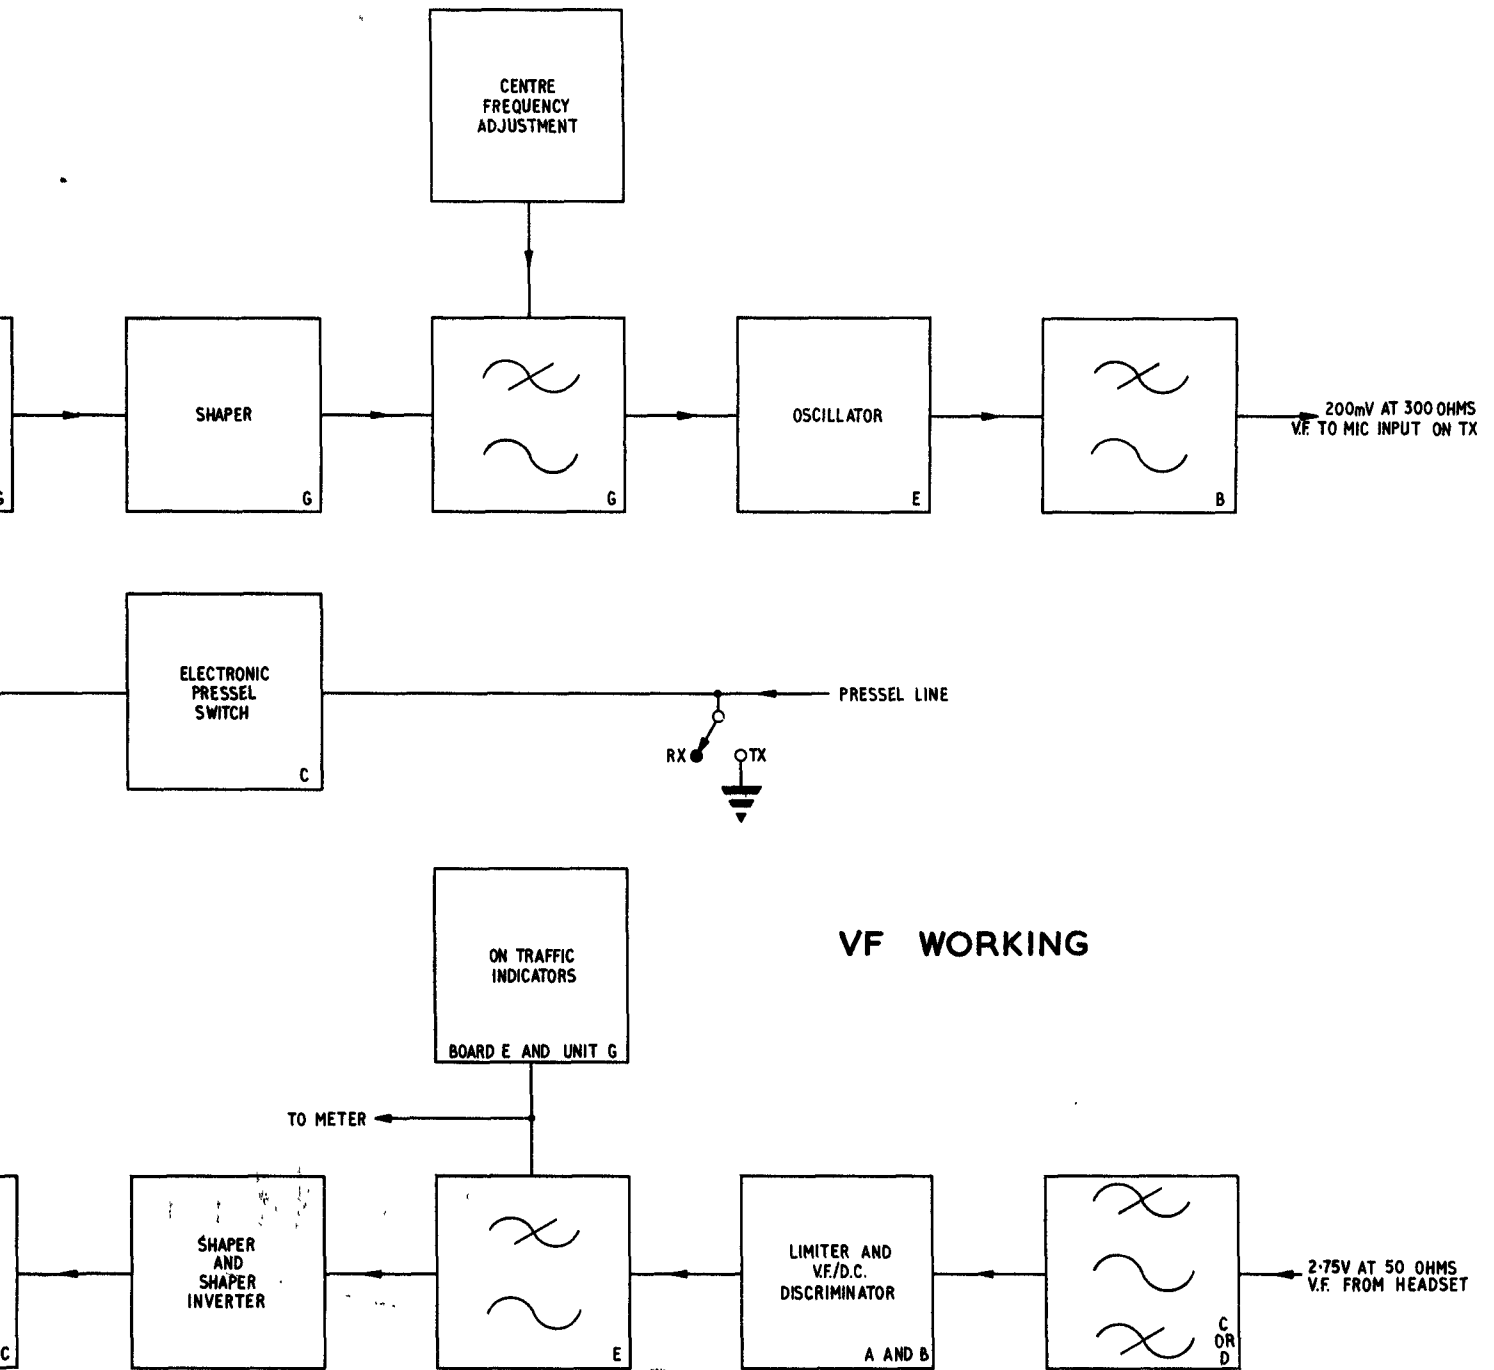 CENTRE
FREQUENCY
ADJUSTMENT
SHAPER
G
G
OSCILLATOR
E
B
200mV AT 300 OHMS
V.F. TO MIC INPUT ON TX
ELECTRONIC
PRESSEL
SWITCH
C
PRESSEL LINE
RX
TX
ON TRAFFIC
INDICATORS
BOARD E AND UNIT G
VF WORKING
TO METER
C
SHAPER
AND
SHAPER
INVERTER
E
LIMITER AND
V.F./D.C.
DISCRIMINATOR
A AND B
C
OR
D
2·75V AT 50 OHMS
V.F. FROM HEADSET